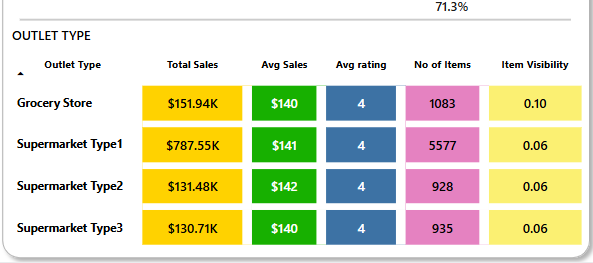 71.3%
OUTLET TYPE
Outlet Type Total Sales Avg Sales Avg rating No of Items Item Visibility
Grocery Store $151.94K $140 4 1083 0.10
Supermarket Type1 $787.55K $141 4 5577 0.06
Supermarket Type2 $131.48K $142 4 928 0.06
Supermarket Type3 $130.71K $140 4 935 0.06